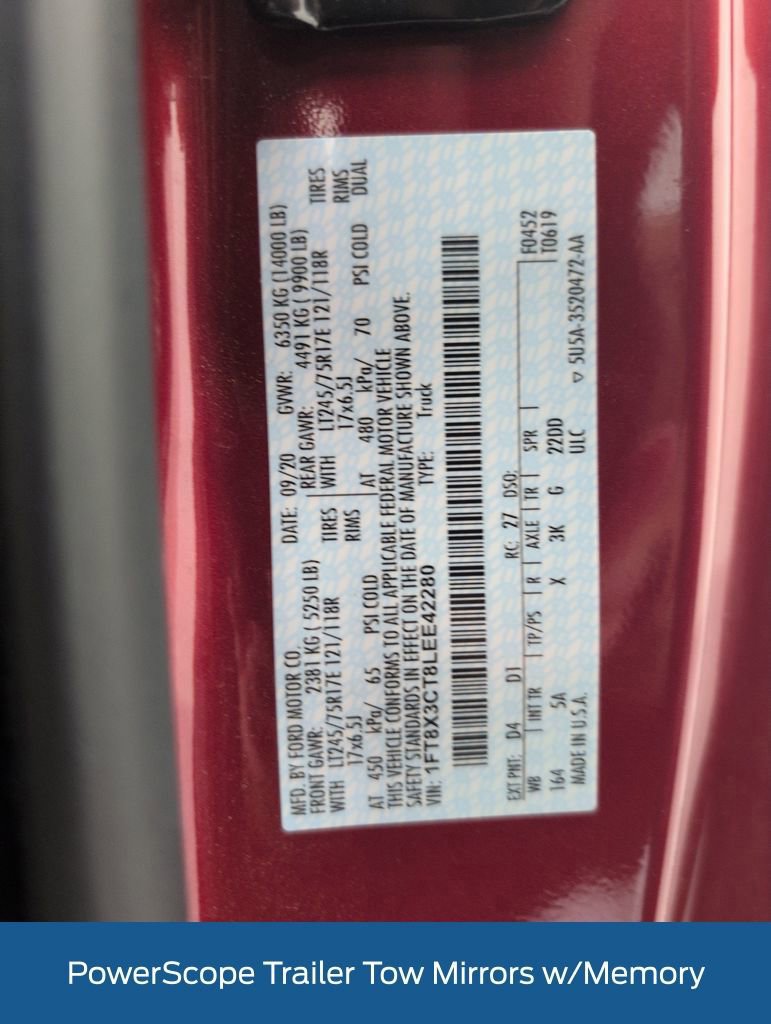 MFD. BY FORD MOTOR CO. DATE: 09/20 GVWR: 6350 KG (14000 LB)
FRONT GAWR: 2381 KG ( 5250 LB) REAR GAWR: 4491 KG ( 9900 LB)
WITH LT245/75R17E 121/118R TIRES WITH LT245/75R17E 121/118R TIRES
17x6.5J RIMS 17x6.5J RIMS
AT 450 kPa/ 65 PSI COLD AT 480 kPa/ 70 PSI COLD DUAL
THIS VEHICLE CONFORMS TO ALL APPLICABLE FEDERAL MOTOR VEHICLE
SAFETY STANDARDS IN EFFECT ON THE DATE OF MANUFACTURE SHOWN ABOVE.
VIN: 1FT8X3CT8LEE42280 TYPE: Truck
EXT PNT: D4 D1 RC: 27 DSO: F0452
WB INT TR TP/PS R AXLE TR SPR T0619
164 5A X 3K G 22DD
MADE IN U.S.A. ULC ▽ 5U5A-3520472-AA
PowerScope Trailer Tow Mirrors w/Memory